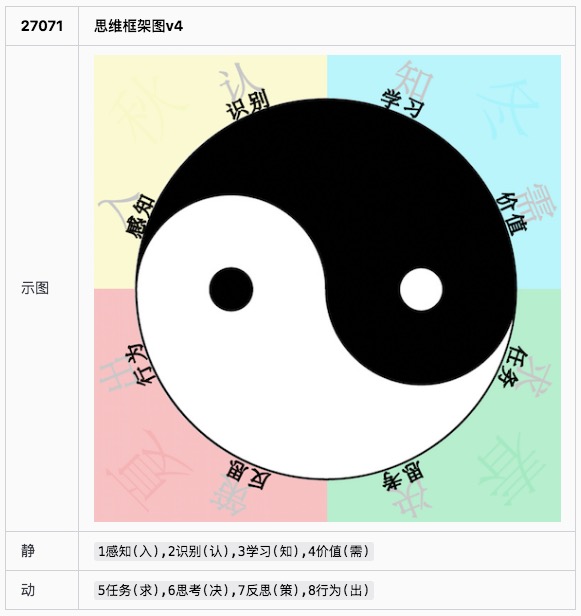 27071 思维框架图v4
示图
秋 认 知 冬
识别 学习
入 感知 价值 需
出 行为 任务 求
反思 思考
夏 策 决 春
静 1感知(入),2识别(认),3学习(知),4价值(需)
动 5任务(求),6思考(决),7反思(策),8行为(出)